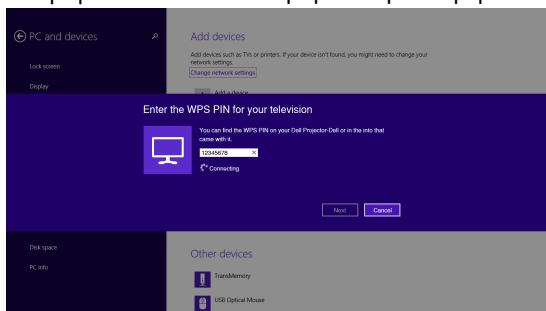 PC and devices
Lock screen
Display
Add devices
Add devices such as TVs or printers. If your device isn't found, you might need to change your
network settings.
Change network settings
Add a device
Enter the WPS PIN for your television
You can find the WPS PIN on your Dell Projector-Dell or in the into that
came with it.
12345678
Connecting
Next
Cancel
Disk space
PC info
Other devices
TransMemory
USB Optical Mouse